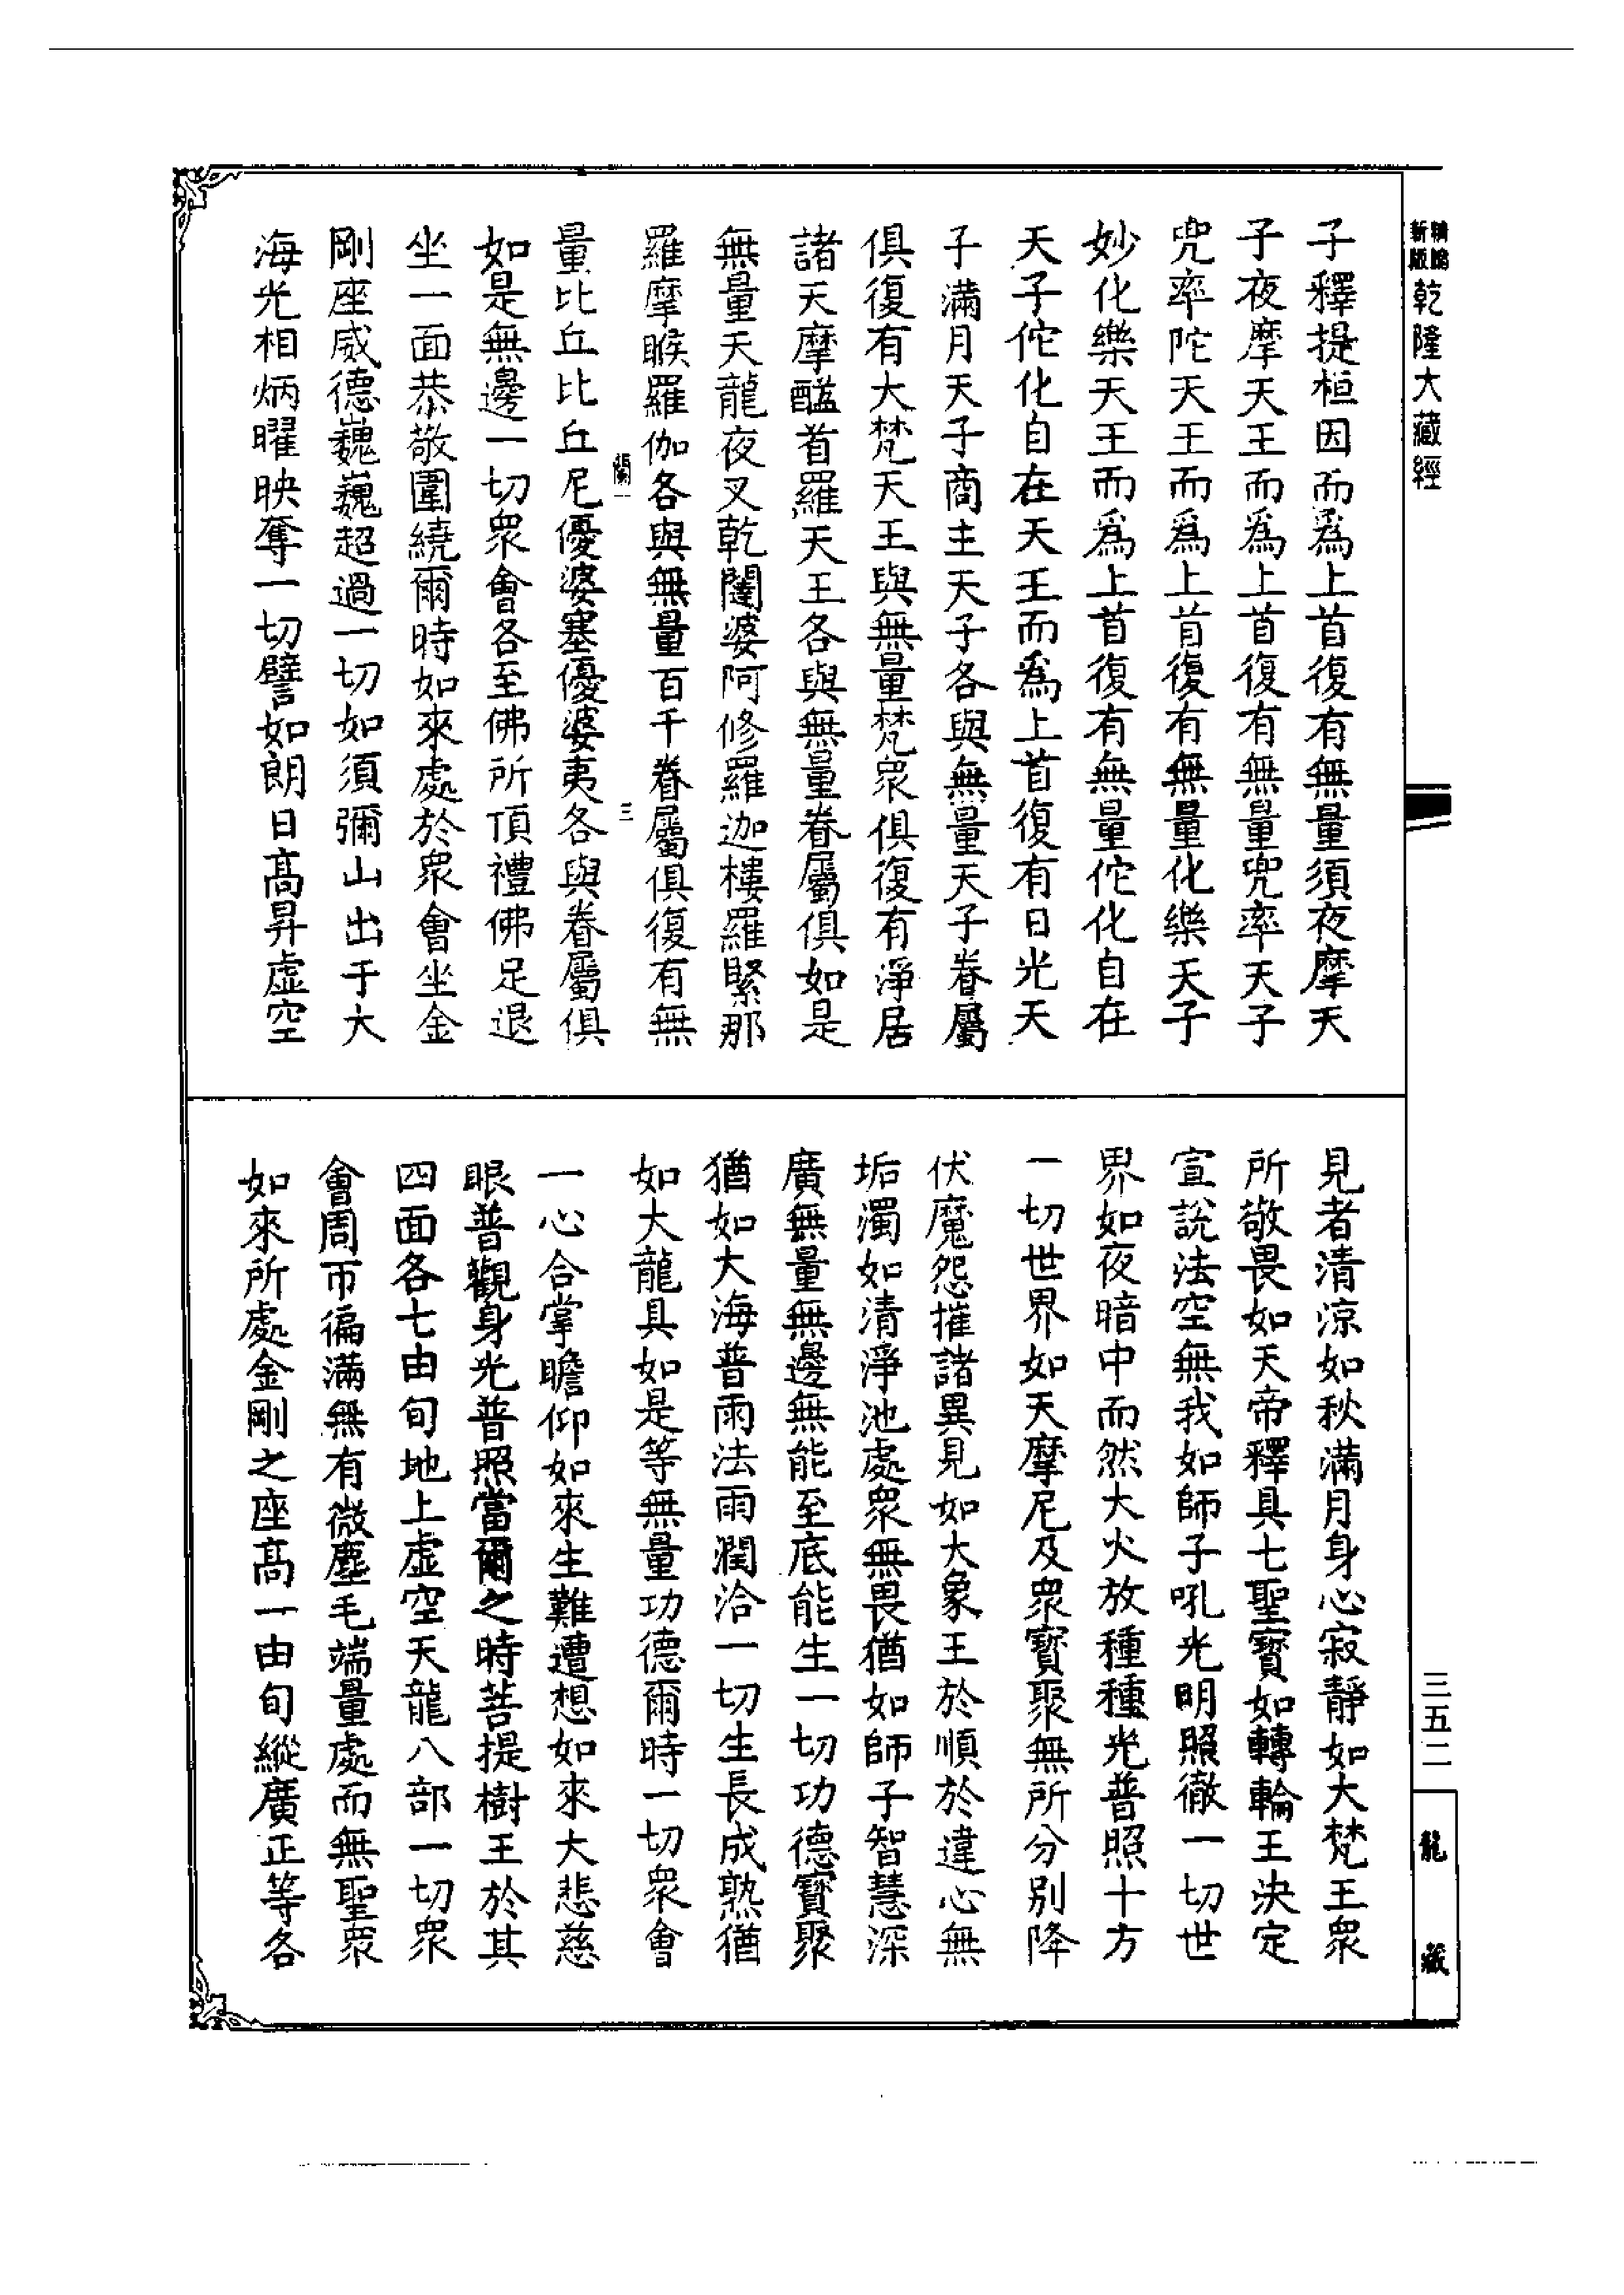 乾隆大藏經
子釋提桓因而爲上首復有無量須夜摩天
子夜摩天王而爲上首復有無量兜率天子
兜率陀天王而爲上首復有無量化樂天子
妙化樂天王而爲上首復有無量佗化自在
天子佗化自在天王而爲上首復有日光天
子滿月天子商主天子各與無量天子眷屬
俱復有大梵天王與無量梵衆俱復有淨居
諸天摩醯首羅天王各與無量眷屬俱如是
無量天龍夜叉乾闥婆阿修羅迦樓羅緊那
羅摩睺羅伽各與無量百千眷屬俱復有無
三
量比丘比丘尼優婆塞優婆夷各與眷屬俱
如是無邊一切衆會各至佛所頂禮佛足退
坐一面恭敬圍繞爾時如來處於衆會坐金
剛座威德巍巍超過一切如須彌山出于大
海光相炳曜映奪一切譬如朗日高昇虛空
見者清涼如秋滿月身心寂靜如大梵王衆
所敬畏如天帝釋具七聖寶如轉輪王決定
宣説法空無我如師子吼光明照徹一切世
界如夜暗中而然大火放種種光普照十方
一切世界如天摩尼及衆寶聚無所分別降
伏魔怨摧諸異見如大象王於順於違心無
垢濁如清淨池處衆無畏猶如師子智慧深
廣無量無邊無能至底能生一切功德寶聚
猶如大海普雨法雨潤洽一切生長成熟猶
如大龍具如是等無量功德爾時一切衆會
一心合掌瞻仰如來生難遭想如來大悲慈
眼普觀身光普照當爾之時菩提樹王於其
四面各七由旬地上虛空天龍八部一切衆
會周帀徧滿無有微塵毛端量處而無聖衆
如來所處金剛之座高一由旬縱廣正等各
三五二
龍藏